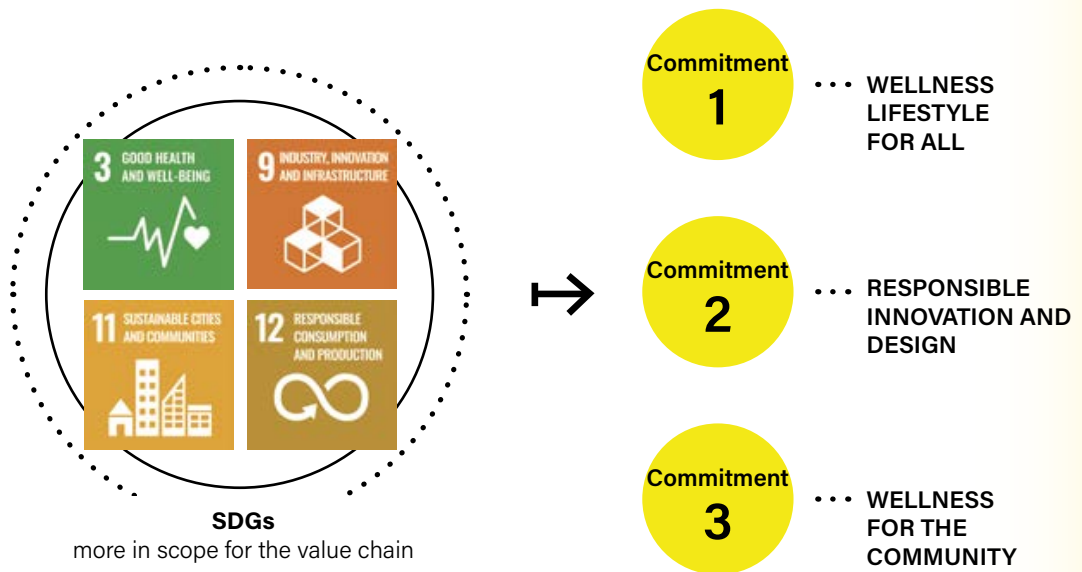 3 GOOD HEALTH
AND WELL-BEING
9 INDUSTRY, INNOVATION
AND INFRASTRUCTURE
11 SUSTAINABLE CITIES
AND COMMUNITIES
12 RESPONSIBLE
CONSUMPTION
AND PRODUCTION
SDGs
more in scope for the value chain
Commitment
1
WELLNESS
LIFESTYLE
FOR ALL
Commitment
2
RESPONSIBLE
INNOVATION AND
DESIGN
Commitment
3
WELLNESS
FOR THE
COMMUNITY